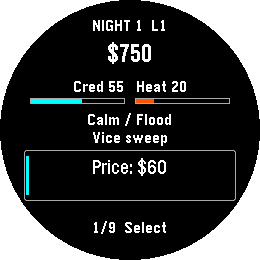 NIGHT 1 L1
$750
Cred 55 Heat 20
Calm / Flood
Vice sweep
Price: $60
1/9 Select